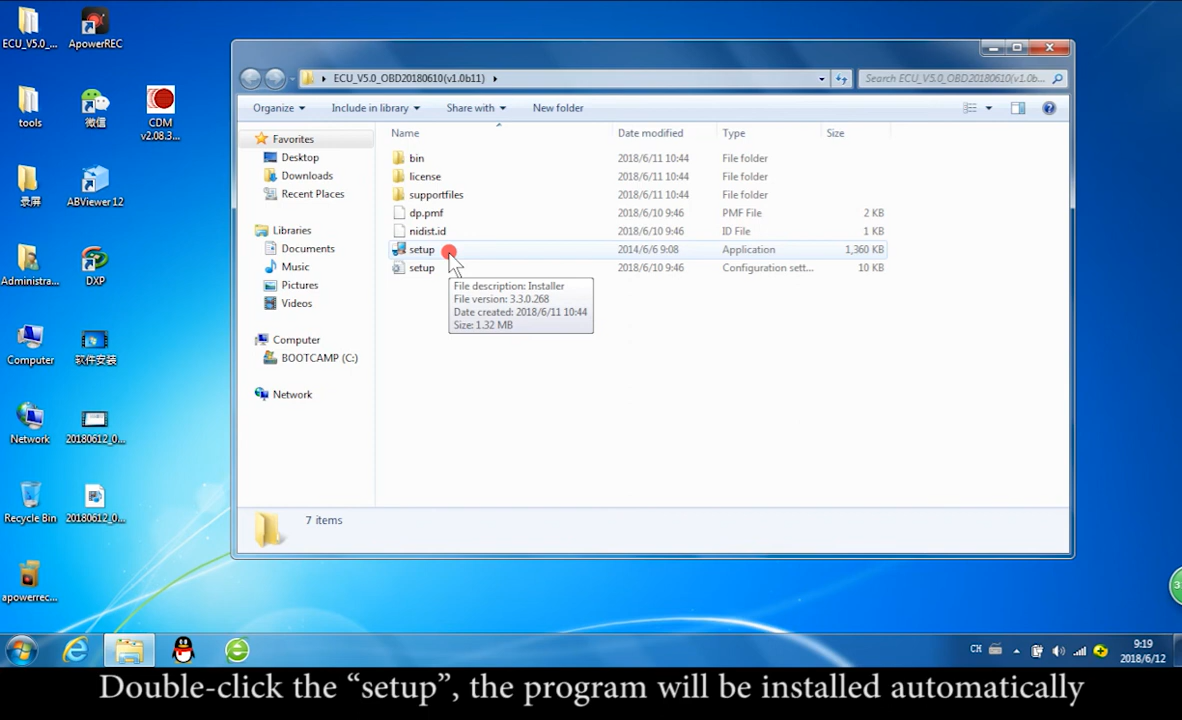 ECU_V5.0_...
ApowerREC
tools
微信
CDM
v2.08.3...
录屏
ABViewer 12
Administra...
DXP
Computer
软件安装
Network
20180612_0...
Recycle Bin
20180612_0...
apowerrec...
ECU_V5.0_OBD20180610(v1.0b11)
Search ECU_V5.0_OBD20180610(v1.0b...
Organize
Include in library
Share with
New folder
Favorites
Desktop
Downloads
Recent Places
Libraries
Documents
Music
Pictures
Videos
Computer
BOOTCAMP (C:)
Network
Name Date modified Type Size
bin 2018/6/11 10:44 File folder
license 2018/6/11 10:44 File folder
supportfiles 2018/6/11 10:44 File folder
dp.pmf 2018/6/10 9:46 PMF File 2 KB
nidist.id 2018/6/10 9:46 ID File 1 KB
setup 2014/6/6 9:08 Application 1,360 KB
setup 2018/6/10 9:46 Configuration sett... 10 KB
File description: Installer
File version: 3.3.0.268
Date created: 2018/6/11 10:44
Size: 1.32 MB
7 items
CH
9:19
2018/6/12
Double-click the “setup”, the program will be installed automatically